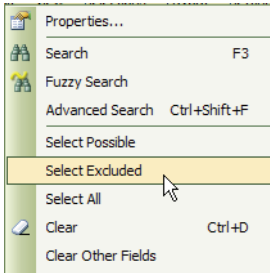 Properties...
Search F3
Fuzzy Search
Advanced Search Ctrl+Shift+F
Select Possible
Select Excluded
Select All
Clear Ctrl+D
Clear Other Fields